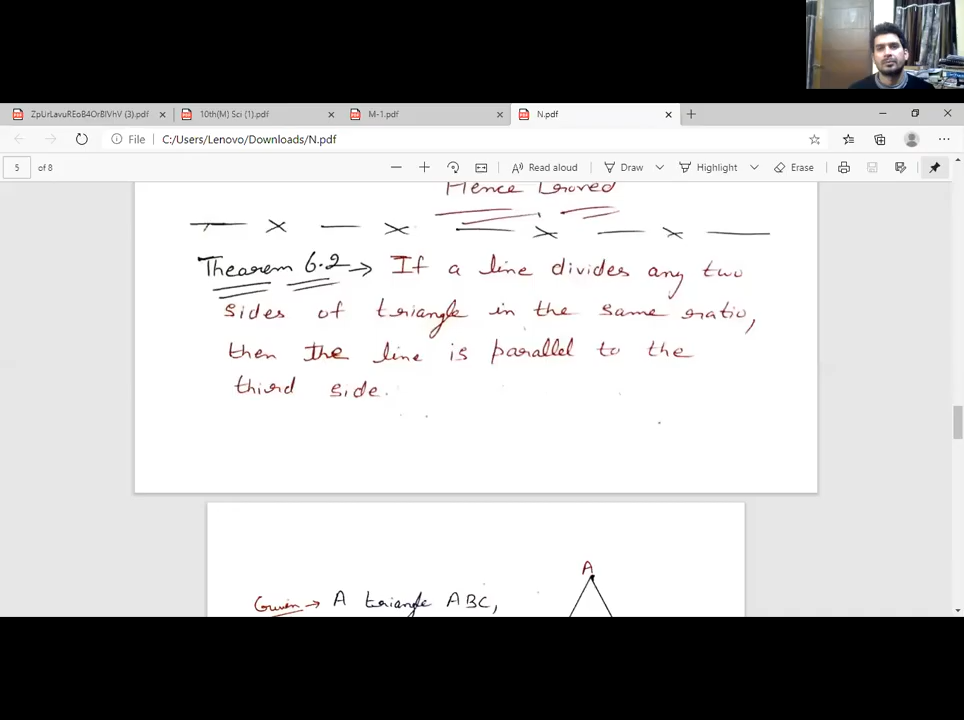 ZpUrLavuREoB4OrBlVhV (3).pdf
10th(M) Sci (1).pdf
M-1.pdf
N.pdf
File C:/Users/Lenovo/Downloads/N.pdf
5 of 8
Read aloud
Draw
Highlight
Erase
Hence Proved
Thearem 6.2 → If a line divides any two
sides of triangle in the same ratio,
then the line is parallel to the
third side.
A
Given → A triangle ABC,